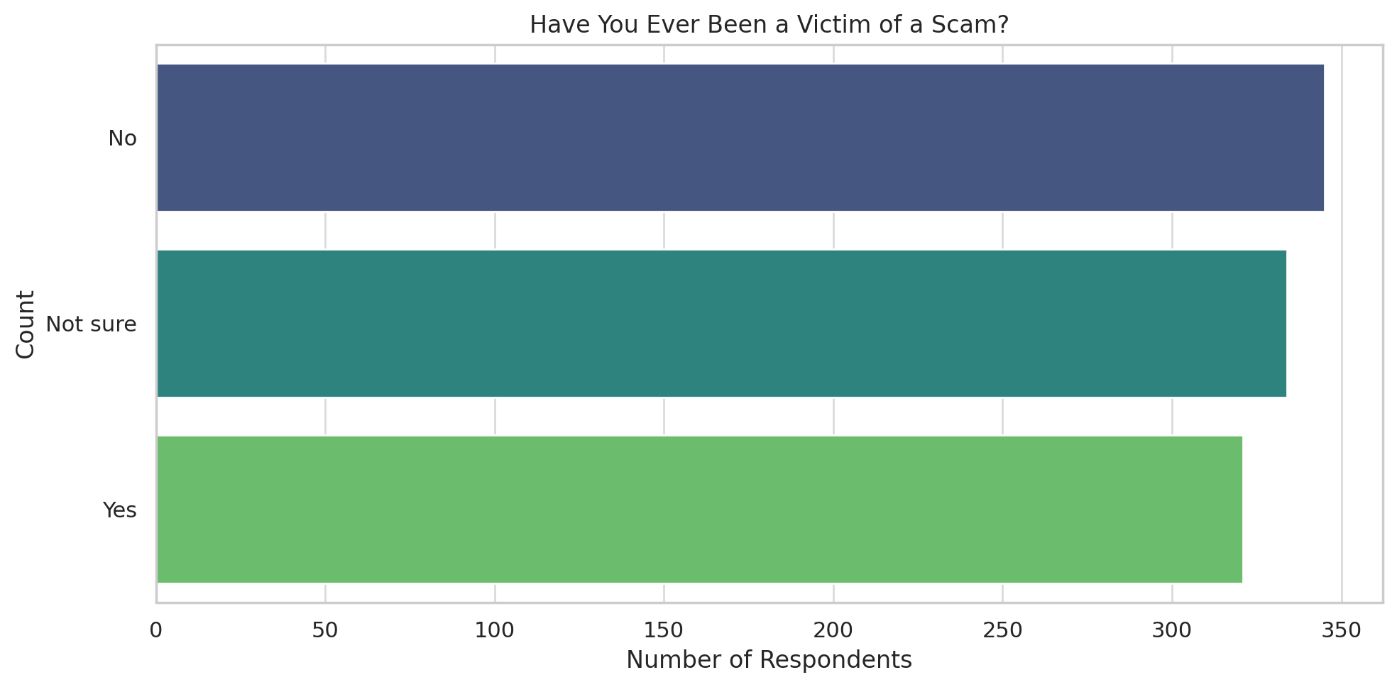 Have You Ever Been a Victim of a Scam?
No
Not sure
Yes
Count
0 50 100 150 200 250 300 350
Number of Respondents